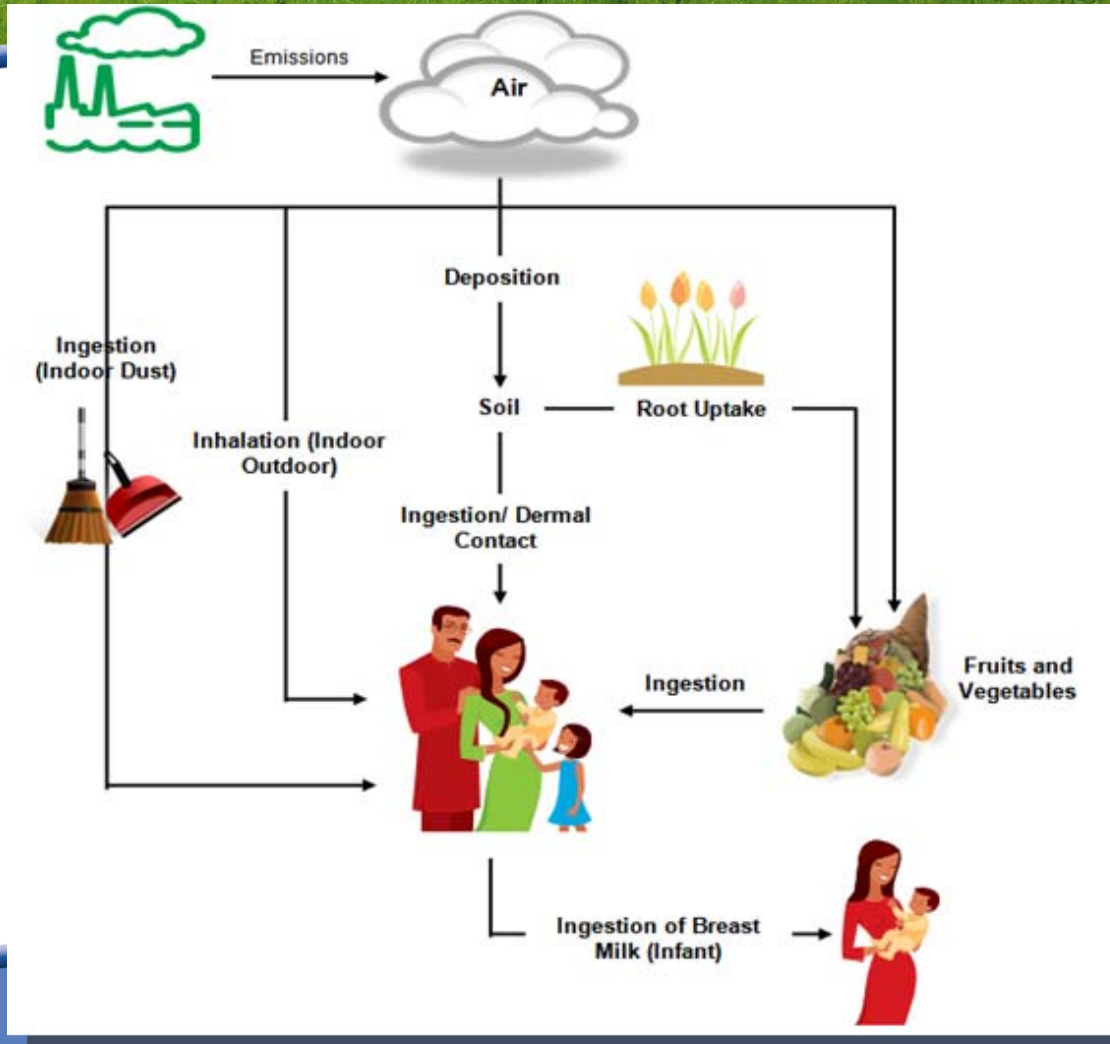 Emissions
Air
Deposition
Ingestion
(Indoor Dust)
Soil
Root Uptake
Inhalation (Indoor
Outdoor)
Ingestion/ Dermal
Contact
Ingestion
Fruits and
Vegetables
Ingestion of Breast
Milk (Infant)